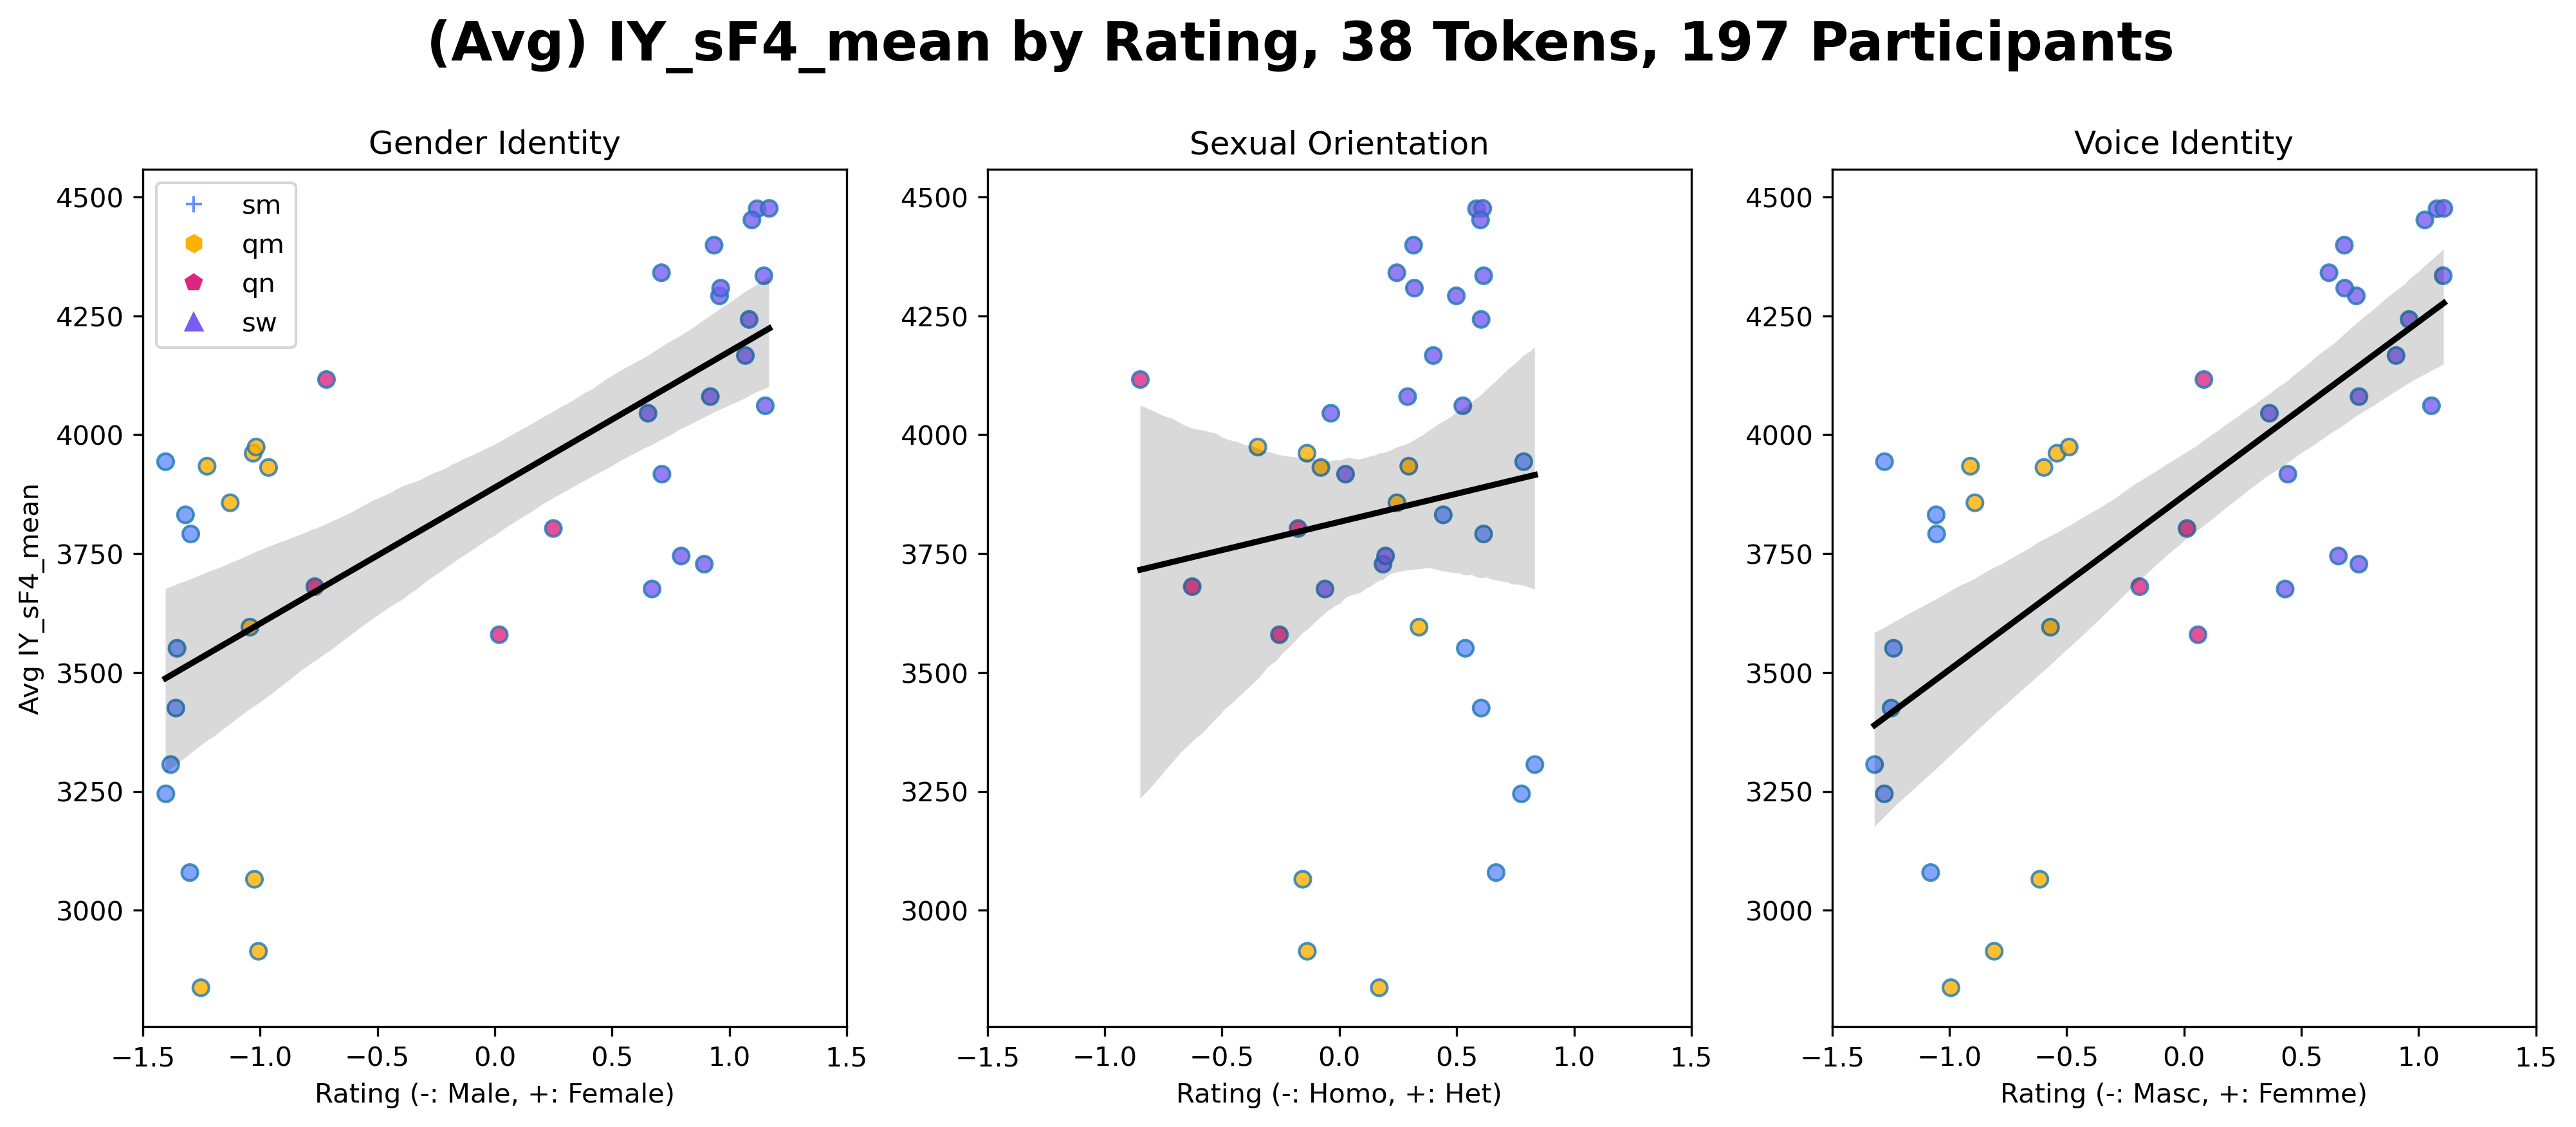 (Avg) IY_sF4_mean by Rating, 38 Tokens, 197 Participants
Gender Identity
Sexual Orientation
Voice Identity
sm
qm
qn
sw
Avg IY_sF4_mean
4500
4250
4000
3750
3500
3250
3000
−1.5 −1.0 −0.5 0.0 0.5 1.0 1.5
Rating (-: Male, +: Female)
4500
4250
4000
3750
3500
3250
3000
−1.5 −1.0 −0.5 0.0 0.5 1.0 1.5
Rating (-: Homo, +: Het)
4500
4250
4000
3750
3500
3250
3000
−1.5 −1.0 −0.5 0.0 0.5 1.0 1.5
Rating (-: Masc, +: Femme)